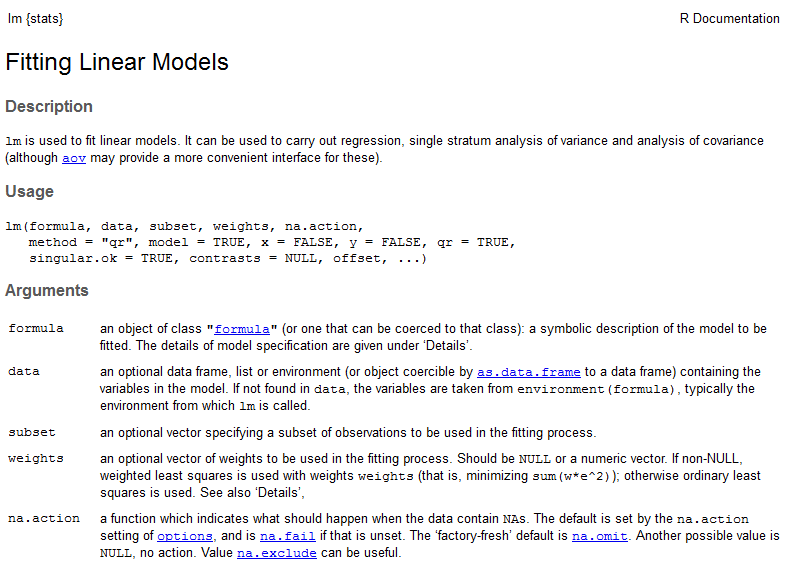 lm {stats}
R Documentation
Fitting Linear Models
Description
lm is used to fit linear models. It can be used to carry out regression, single stratum analysis of variance and analysis of covariance
(although aov may provide a more convenient interface for these).
Usage
lm(formula, data, subset, weights, na.action,
method = "qr", model = TRUE, x = FALSE, y = FALSE, qr = TRUE,
singular.ok = TRUE, contrasts = NULL, offset, ...)
Arguments
formula an object of class "formula" (or one that can be coerced to that class): a symbolic description of the model to be
fitted. The details of model specification are given under ‘Details’.
data an optional data frame, list or environment (or object coercible by as.data.frame to a data frame) containing the
variables in the model. If not found in data, the variables are taken from environment(formula), typically the
environment from which lm is called.
subset an optional vector specifying a subset of observations to be used in the fitting process.
weights an optional vector of weights to be used in the fitting process. Should be NULL or a numeric vector. If non-NULL,
weighted least squares is used with weights weights (that is, minimizing sum(w*e^2)); otherwise ordinary least
squares is used. See also ‘Details’,
na.action a function which indicates what should happen when the data contain NAs. The default is set by the na.action
setting of options, and is na.fail if that is unset. The ‘factory-fresh’ default is na.omit. Another possible value is
NULL, no action. Value na.exclude can be useful.